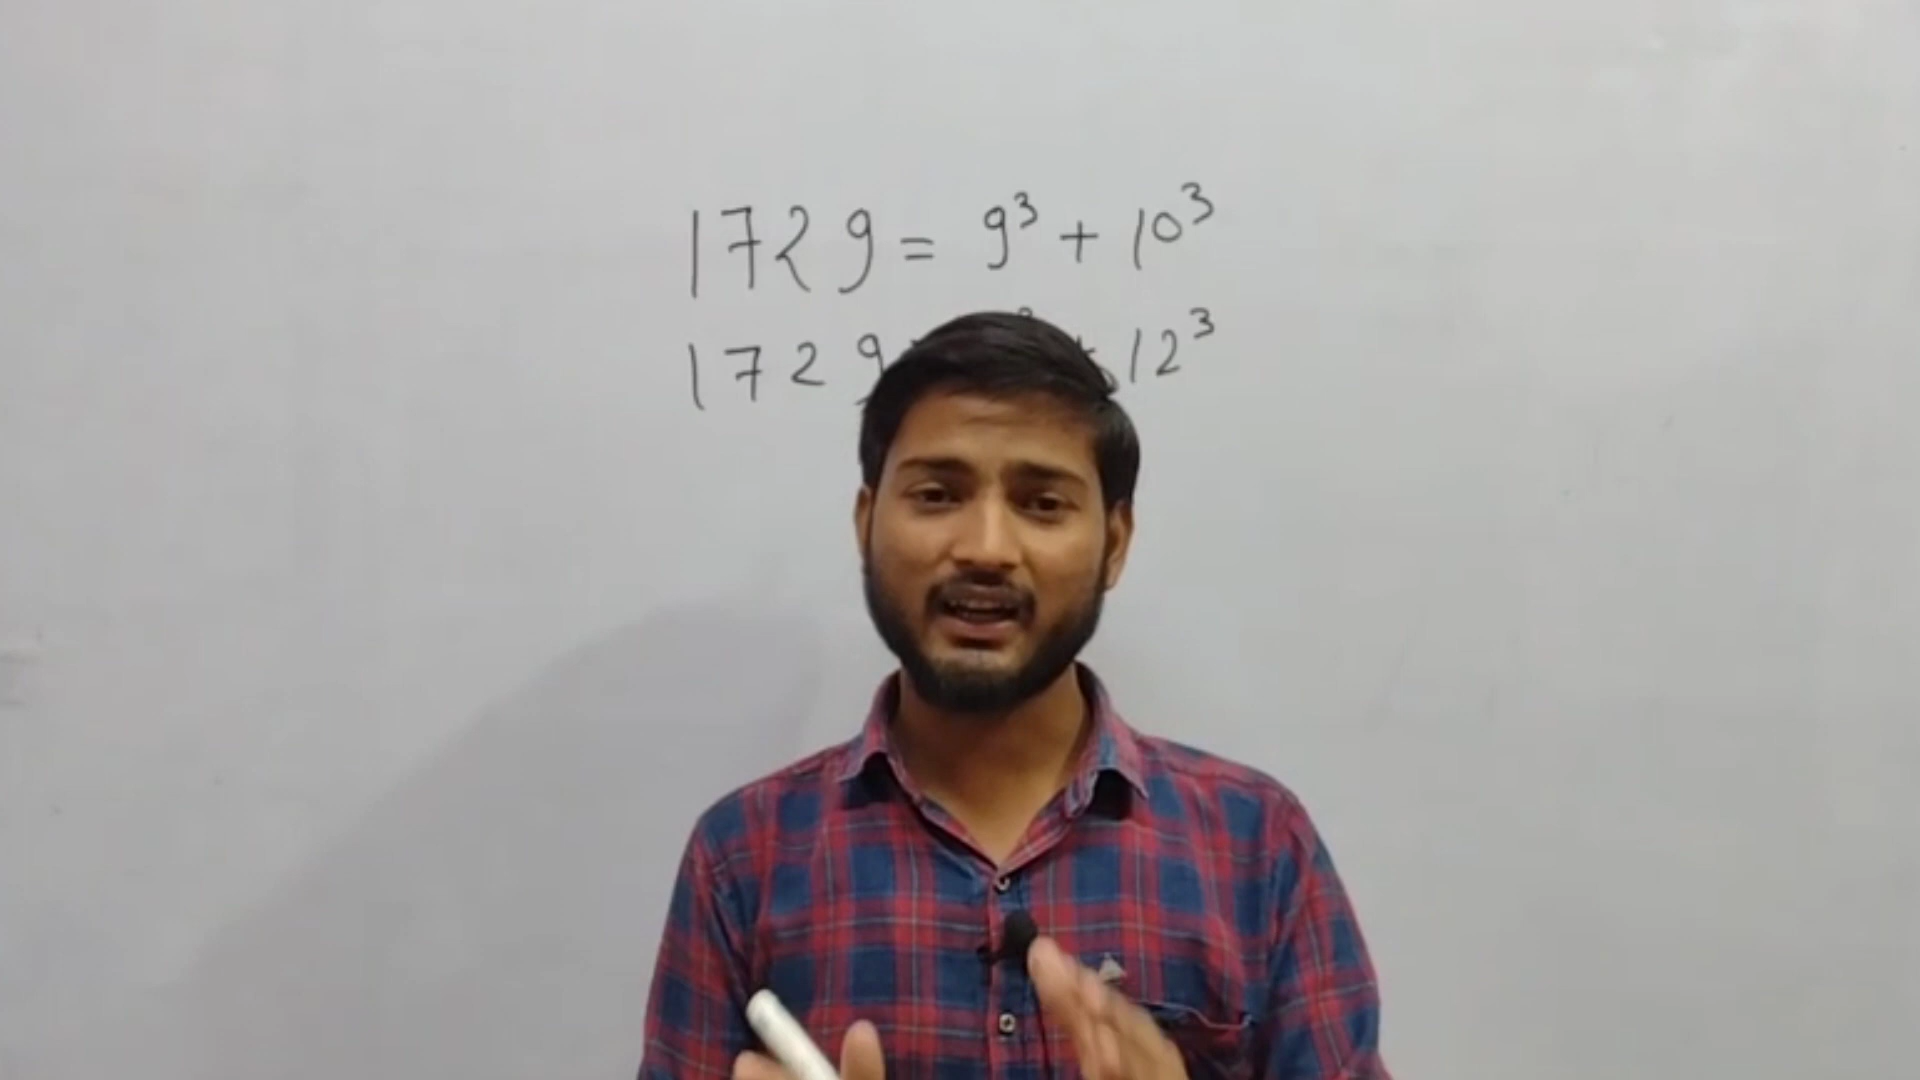 1729 = 9³ + 10³
1729 + 12³